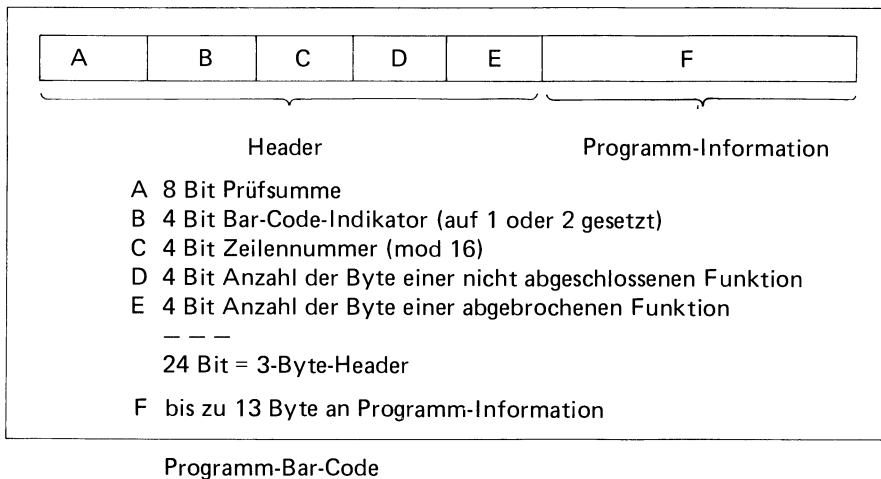 A B C D E F
Header Programm-Information
A 8 Bit Prüfsumme
B 4 Bit Bar-Code-Indikator (auf 1 oder 2 gesetzt)
C 4 Bit Zeilennummer (mod 16)
D 4 Bit Anzahl der Byte einer nicht abgeschlossenen Funktion
E 4 Bit Anzahl der Byte einer abgebrochenen Funktion
— — —
24 Bit = 3-Byte-Header
F bis zu 13 Byte an Programm-Information
Programm-Bar-Code